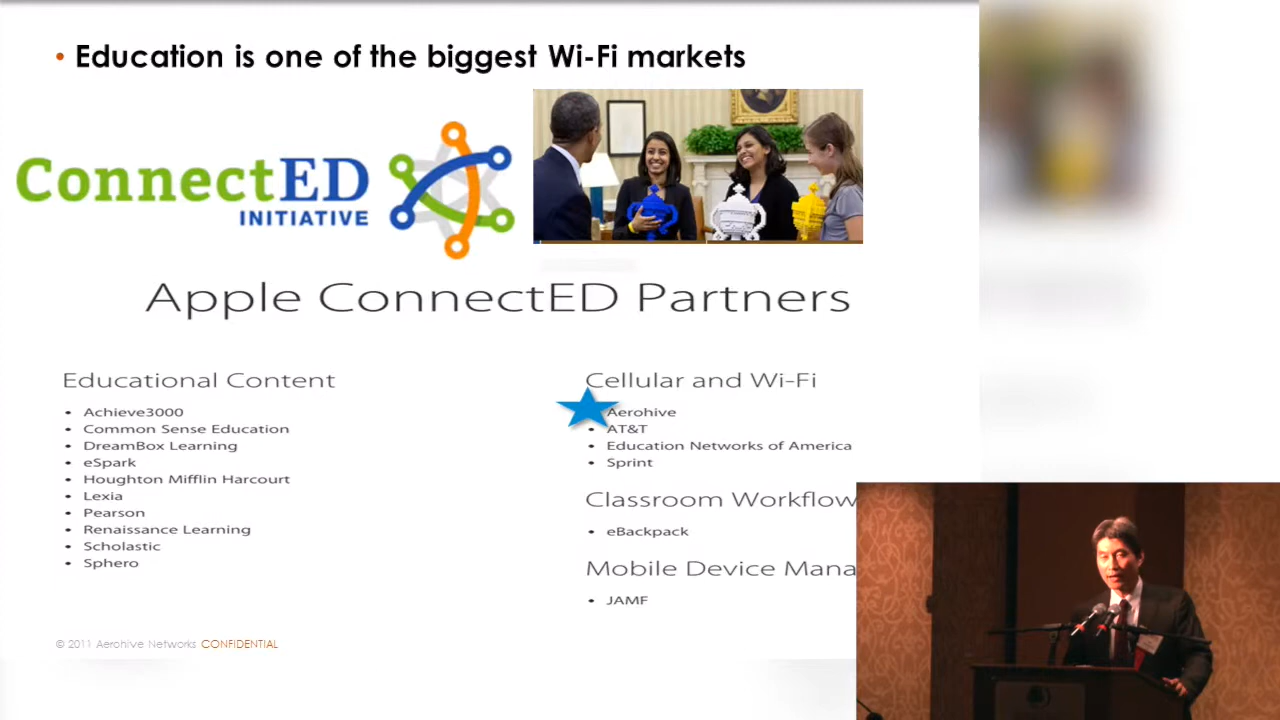 • Education is one of the biggest Wi-Fi markets
ConnectED
INITIATIVE
Apple ConnectED Partners
Educational Content
• Achieve3000
• Common Sense Education
• DreamBox Learning
• eSpark
• Houghton Mifflin Harcourt
• Lexia
• Pearson
• Renaissance Learning
• Scholastic
• Sphero
Cellular and Wi-Fi
Aerohive
• AT&T
• Education Networks of America
• Sprint
Classroom Workflow
• eBackpack
Mobile Device Mana
• JAMF
© 2011 Aerohive Networks CONFIDENTIAL